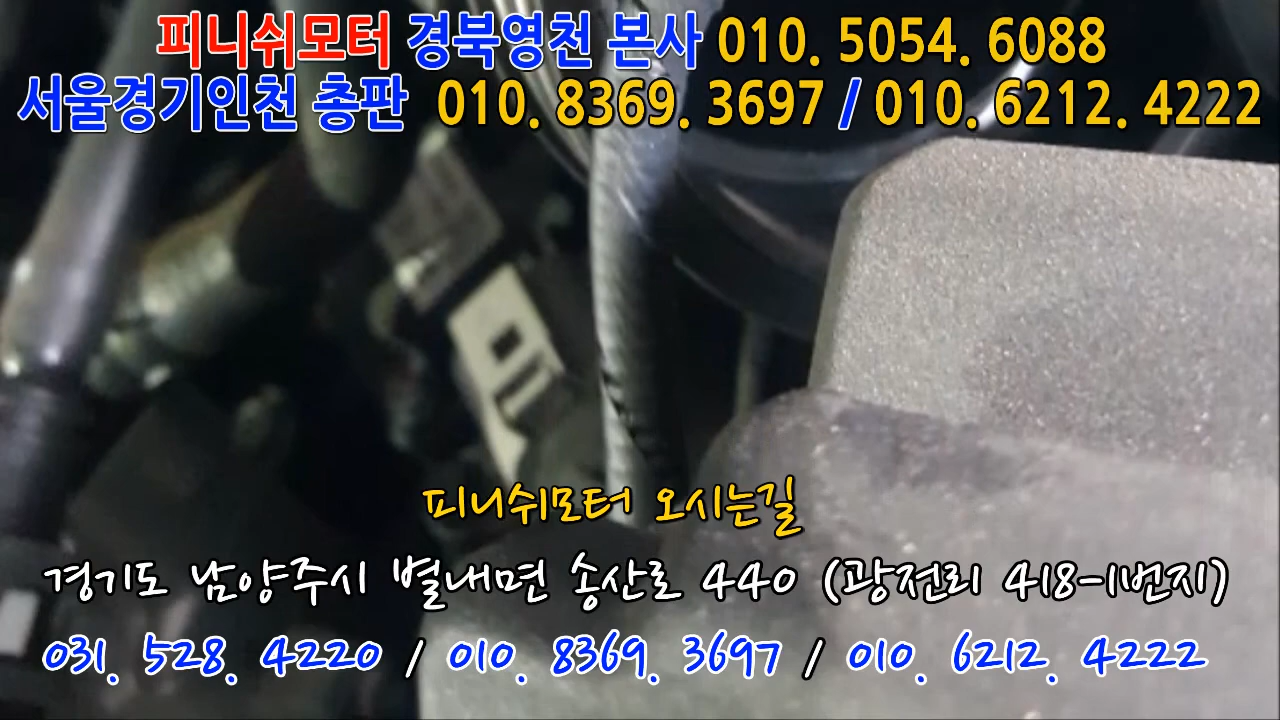 피니쉬모터 경북영천 본사 010. 5054. 6088
서울경기인천 총판 010. 8369. 3697 / 010. 6212. 4222
피니쉬모터 오시는길
경기도 남양주시 별내면 송산로 440 (광전리 418-1번지)
031. 528. 4220 / 010. 8369. 3697 / 010. 6212. 4222